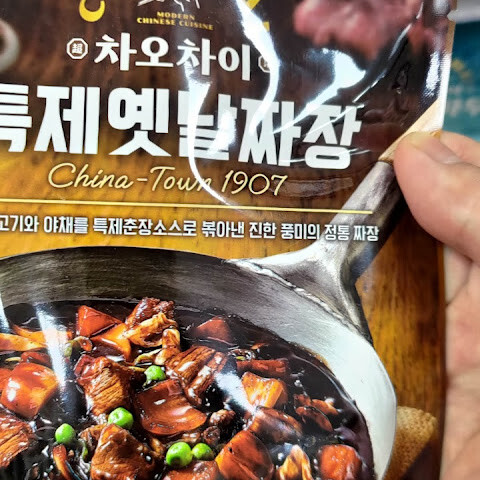 MODERN
CHINESE CUISINE
차오차이
특제옛날짜장
China-Town 1907
고기와 야채를 특제춘장소스로 볶아낸 진한 풍미의 정통 짜장